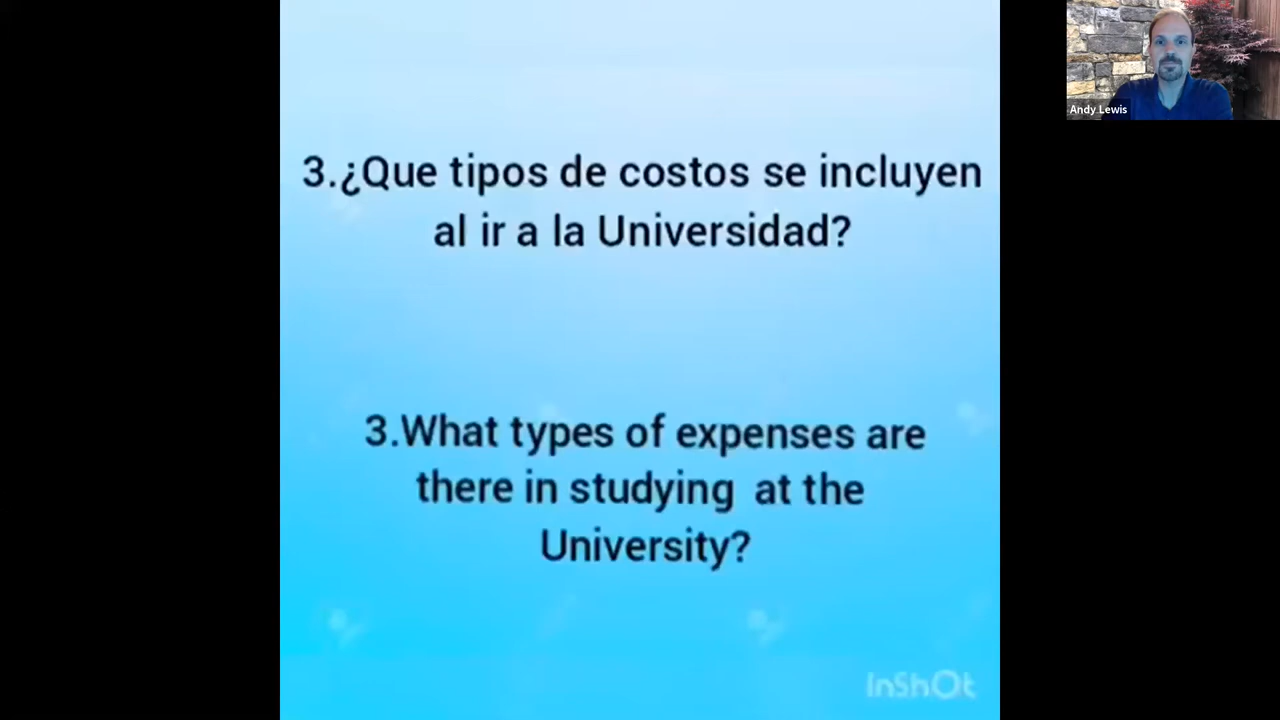 3.¿Que tipos de costos se incluyen
al ir a la Universidad?
3.What types of expenses are
there in studying at the
University?
InShOt
Andy Lewis